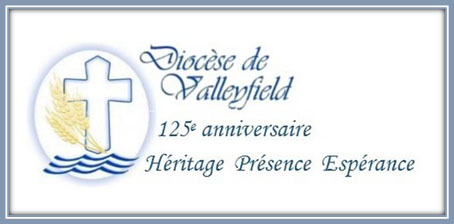 Diocèse de
Valleyfield
125e anniversaire
Héritage Présence Espérance